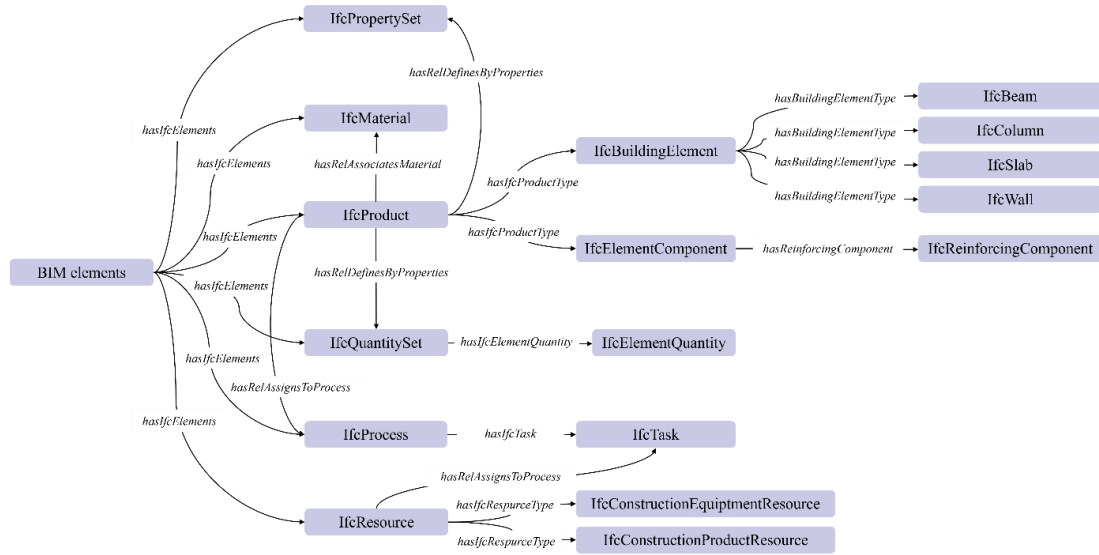 IfcPropertySet
hasRelDefinesByProperties
IfcBeam
hasBuildingElementType
IfcMaterial
hasIfcElements
IfcColumn
hasBuildingElementType
IfcBuildingElement
hasIfcElements
hasRelAssociatesMaterial
IfcSlab
hasBuildingElementType
hasIfcProductType
hasBuildingElementType
IfcWall
IfcProduct
hasIfcElements
hasIfcProductType
IfcElementComponent
hasReinforcingComponent
IfcReinforcingComponent
BIM elements
hasRelDefinesByProperties
hasIfcElements
IfcQuantitySet
hasIfcElementQuantity
IfcElementQuantity
hasIfcElements
hasRelAssignsToProcess
hasIfcElements
IfcProcess
hasIfcTask
IfcTask
hasRelAssignsToProcess
IfcResource
hasIfcRespurceType
IfcConstructionEquiptmentResource
hasIfcRespurceType
IfcConstructionProductResource